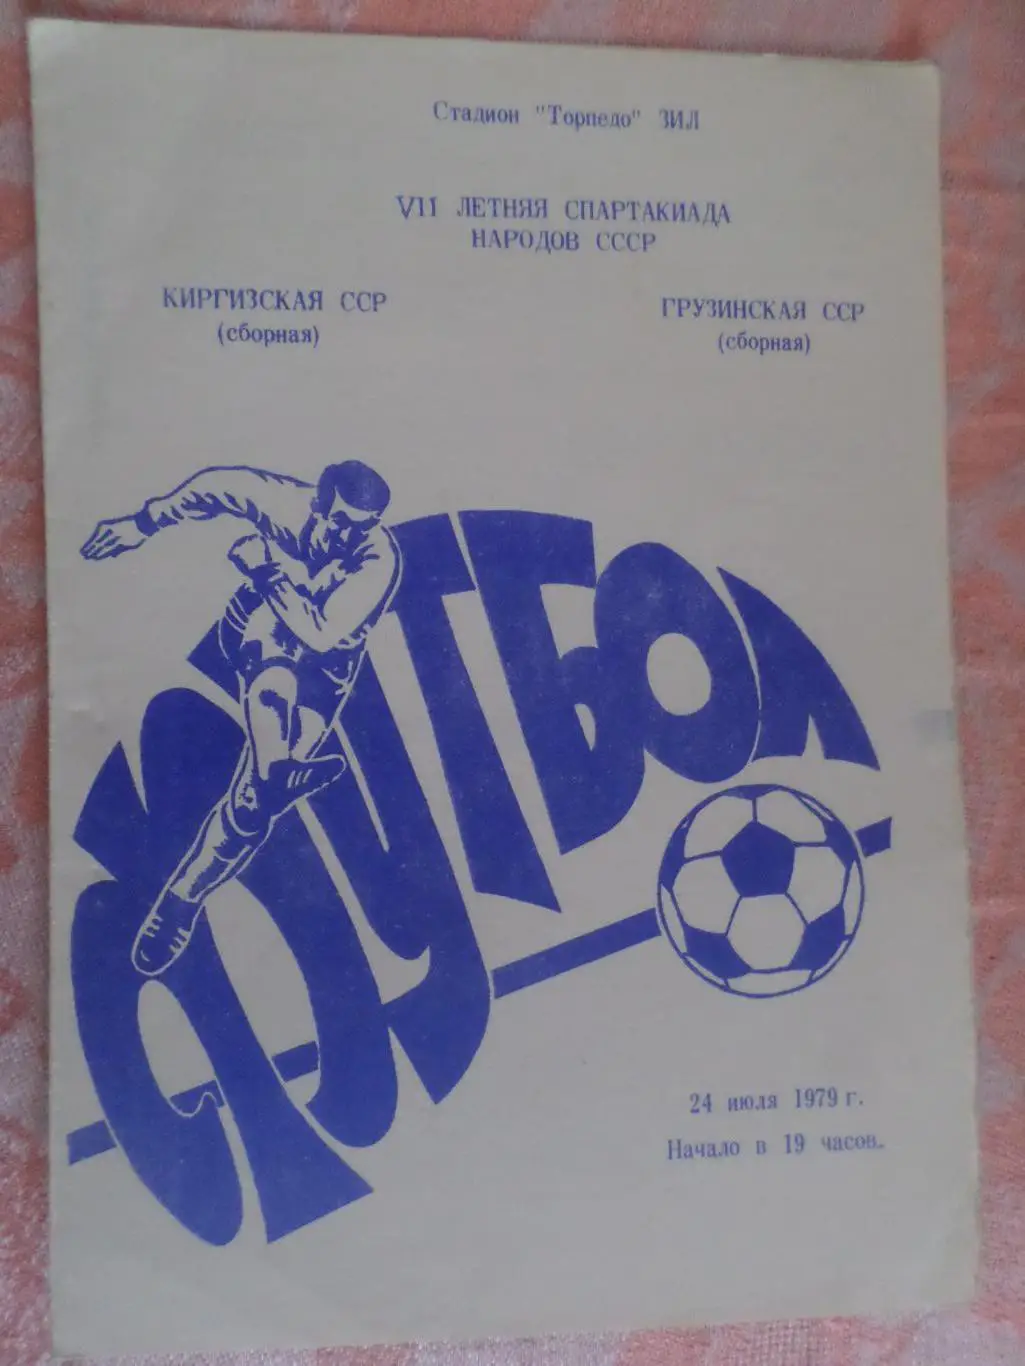 Стадион "Торпедо" ЗИЛ
VII ЛЕТНЯЯ СПАРТАКИАДА
НАРОДОВ СССР
КИРГИЗСКАЯ ССР
(сборная)
ГРУЗИНСКАЯ ССР
(сборная)
ФУТБОЛ
24 июля 1979 г.
Начало в 19 часов.